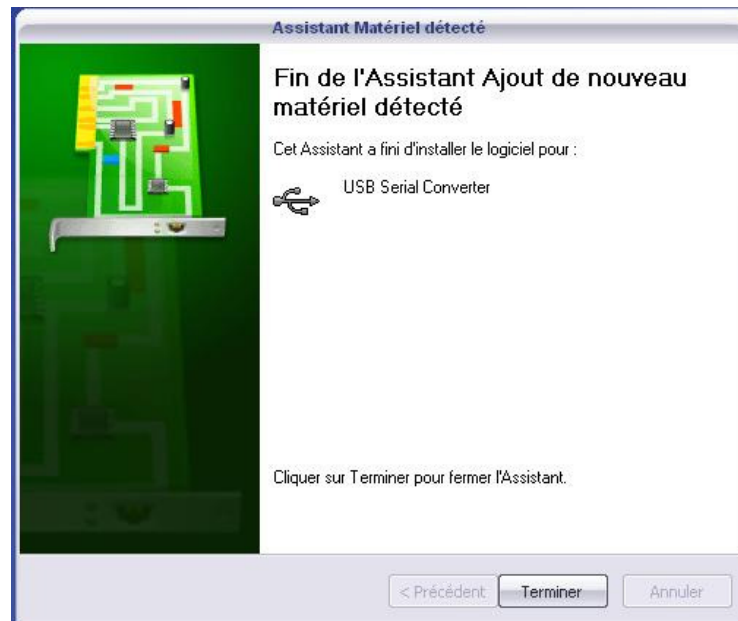 Assistant Matériel détecté
Fin de l'Assistant Ajout de nouveau
matériel détecté
Cet Assistant a fini d'installer le logiciel pour :
USB Serial Converter
Cliquer sur Terminer pour fermer l'Assistant.
< Précédent
Terminer
Annuler